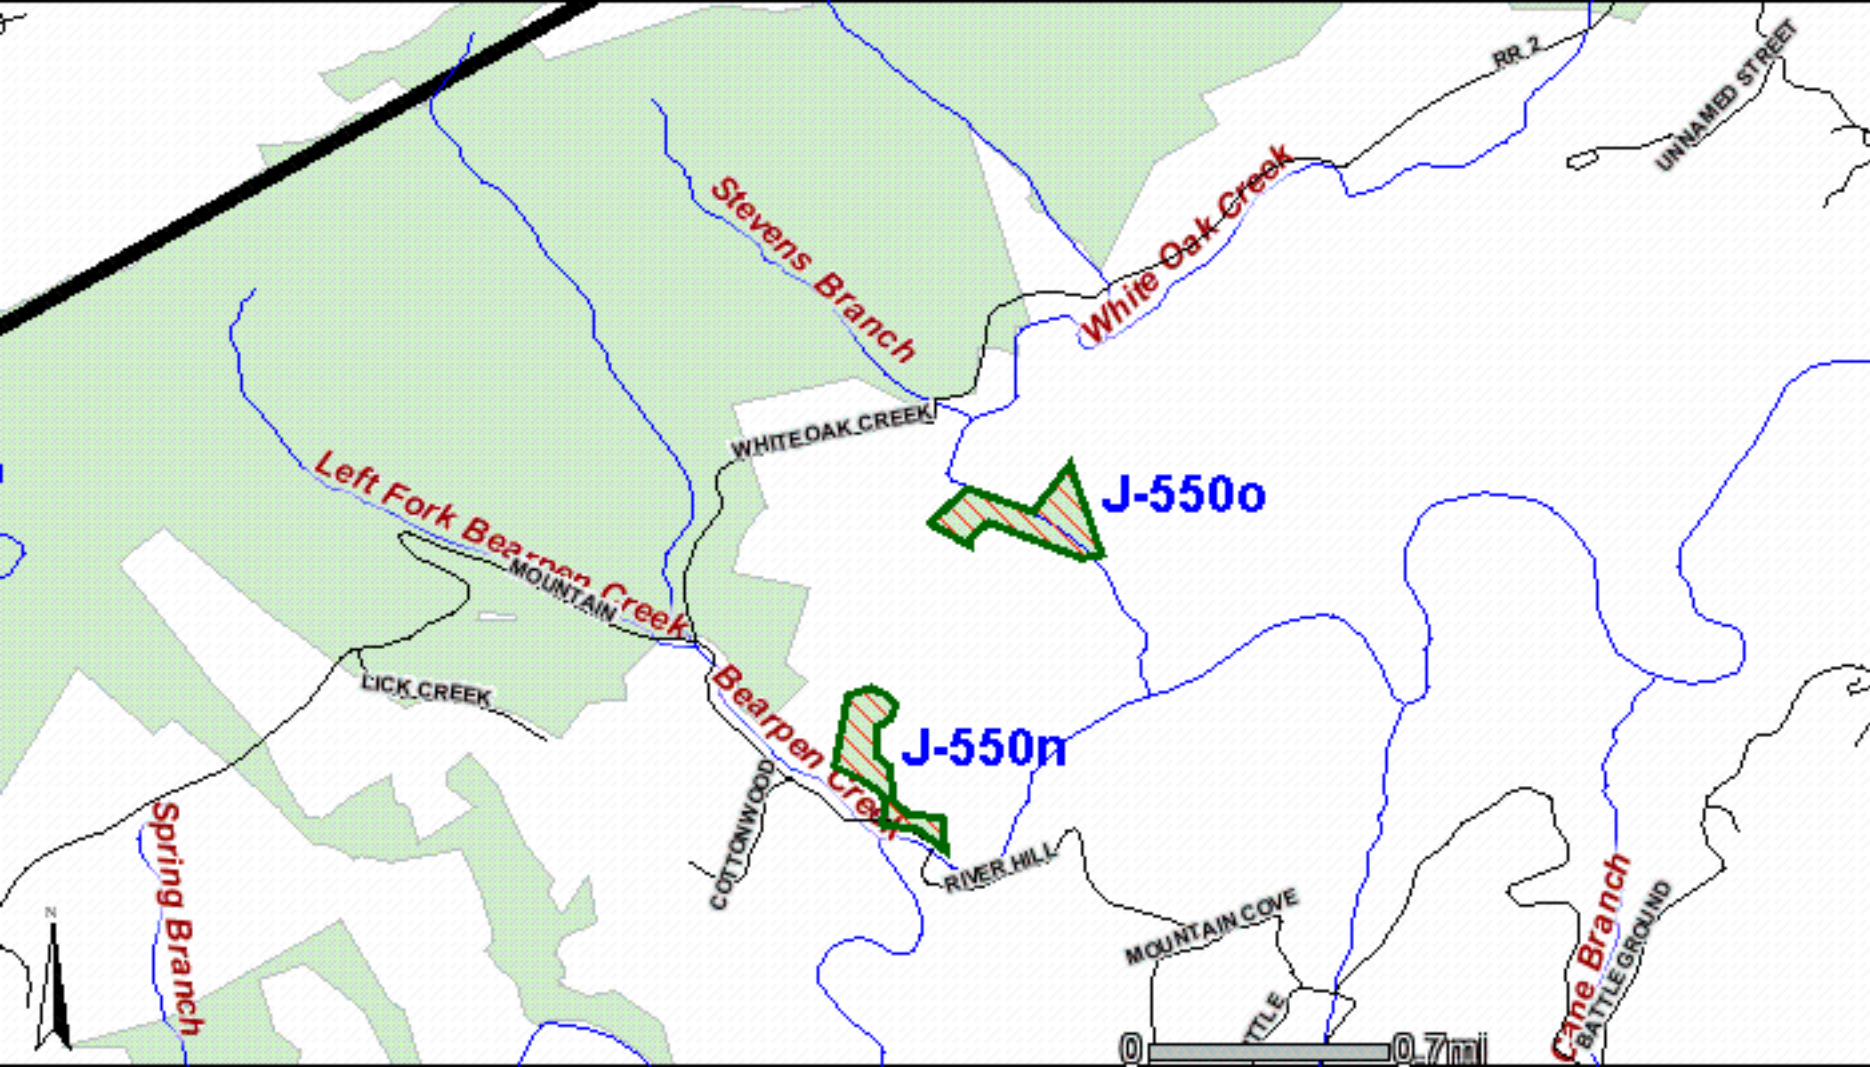 RR 2
UNNAMED STREET
White Oak Creek
Stevens Branch
WHITEOAK CREEK
J-550o
Left Fork Bearpen Creek
MOUNTAIN
LICK CREEK
Bearpen Creek
J-550n
COTTONWOOD
RIVER HILL
MOUNTAIN COVE
Spring Branch
Cane Branch
BATTLEGROUND
N
TTLE
0
0.7mi